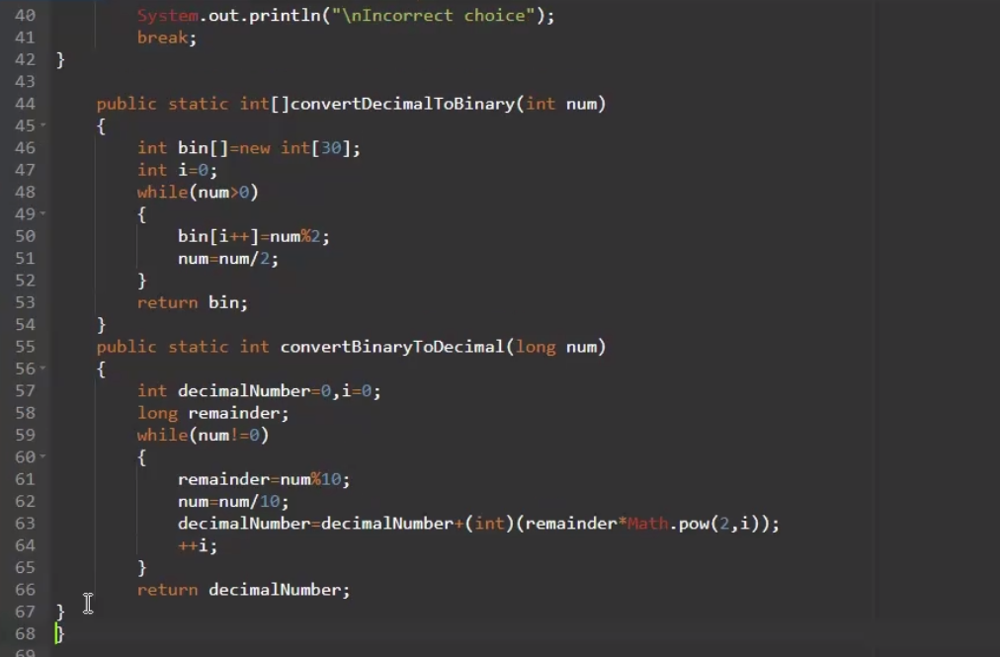 40 System.out.println("\nIncorrect choice");
41 break;
42 }
43
44 public static int[]convertDecimalToBinary(int num)
45 {
46 int bin[]=new int[30];
47 int i=0;
48 while(num>0)
49 {
50 bin[i++]=num%2;
51 num=num/2;
52 }
53 return bin;
54 }
55 public static int convertBinaryToDecimal(long num)
56 {
57 int decimalNumber=0,i=0;
58 long remainder;
59 while(num!=0)
60 {
61 remainder=num%10;
62 num=num/10;
63 decimalNumber=decimalNumber+(int)(remainder*Math.pow(2,i));
64 ++i;
65 }
66 return decimalNumber;
67 }
68 }
69